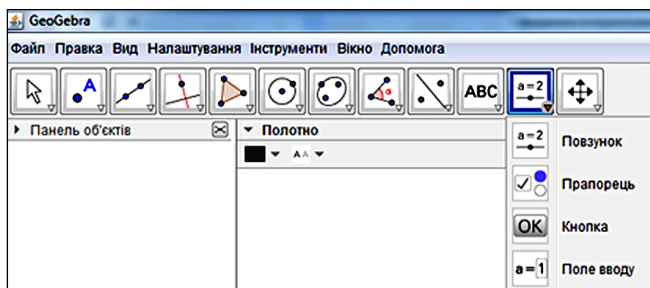 GeoGebra
Файл Правка Вид Налаштування Інструменти Вікно Допомога
A α ABC a=2
Панель об'єктів
Полотно
AA
a=2 Повзунок
Прапорець
OK Кнопка
a=1 Поле вводу